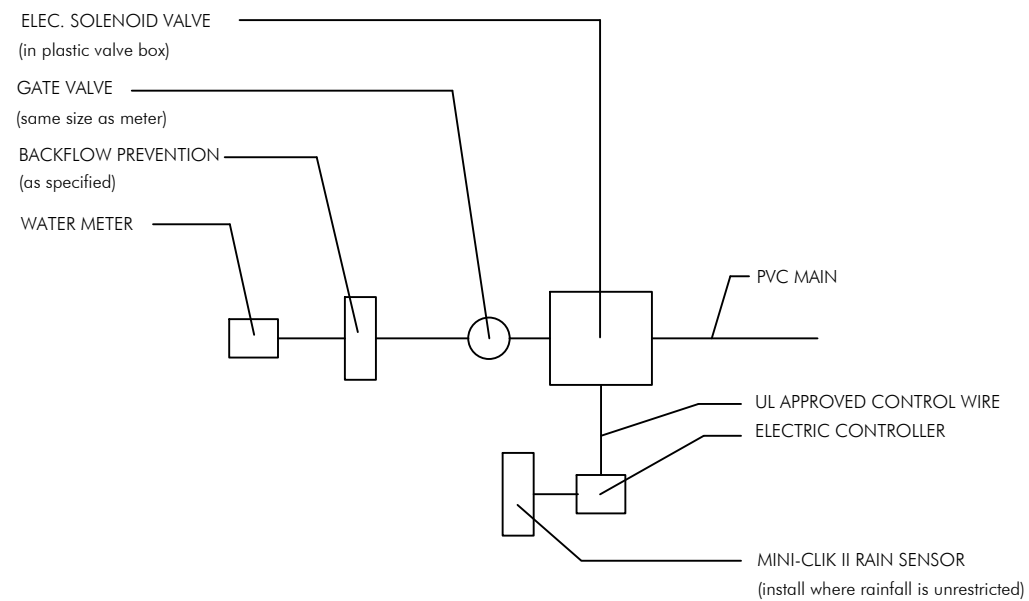 ELEC. SOLENOID VALVE
(in plastic valve box)
GATE VALVE
(same size as meter)
BACKFLOW PREVENTION
(as specified)
WATER METER
PVC MAIN
UL APPROVED CONTROL WIRE
ELECTRIC CONTROLLER
MINI-CLIK II RAIN SENSOR
(install where rainfall is unrestricted)